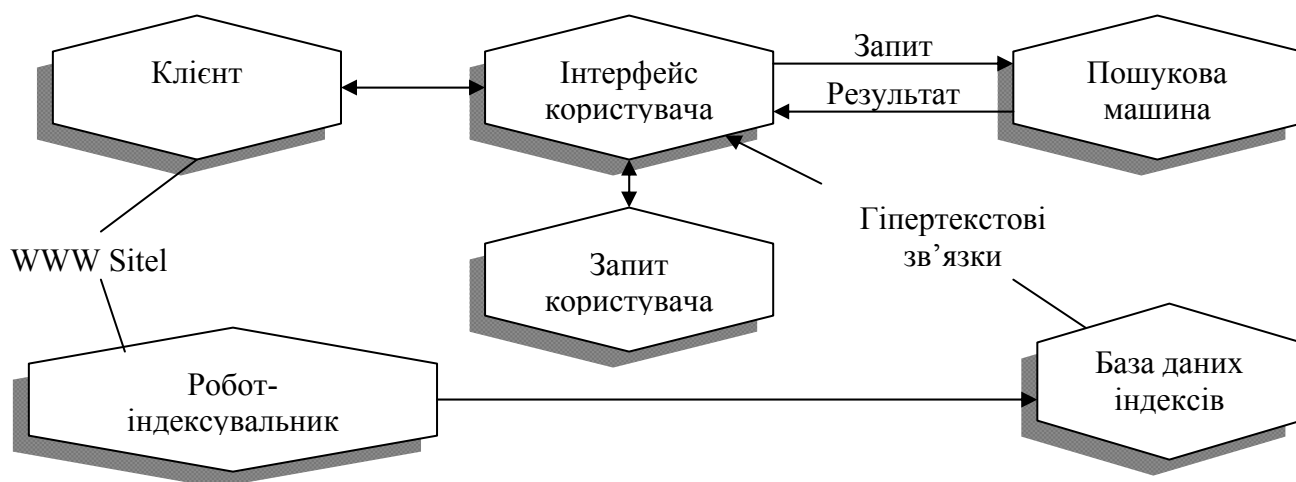 Клієнт
Інтерфейс
користувача
Запит
Результат
Пошукова
машина
WWW Sitel
Запит
користувача
Гіпертекстові
зв’язки
Робот-
індексувальник
База даних
індексів